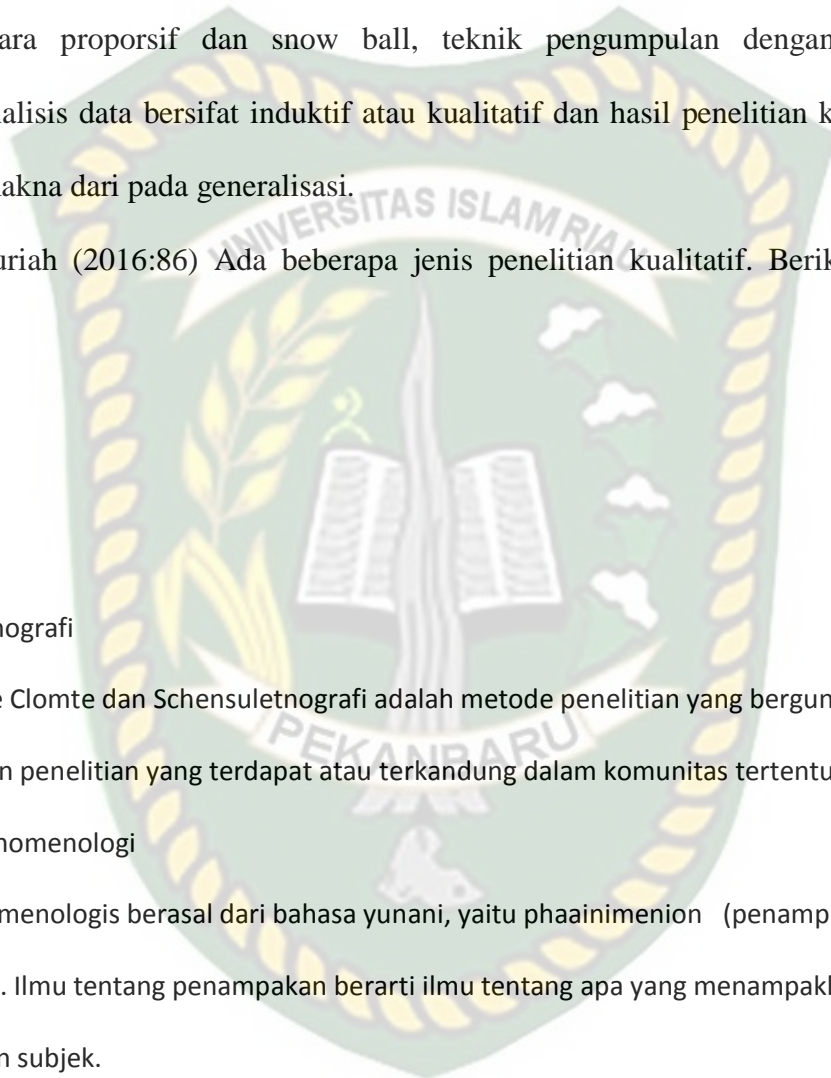 ara proporsif dan snow ball, teknik pengumpulan dengan
alisis data bersifat induktif atau kualitatif dan hasil penelitian k
akna dari pada generalisasi.
UNIVERSITAS ISLAM RIAU
uriah (2016:86) Ada beberapa jenis penelitian kualitatif. Berik
nografi
e Clomte dan Schensuletnografi adalah metode penelitian yang bergun
PEKANBARU
n penelitian yang terdapat atau terkandung dalam komunitas tertentu
nomenologi
menologis berasal dari bahasa yunani, yaitu phaainimenion (penamp
. Ilmu tentang penampakan berarti ilmu tentang apa yang menampakk
n subjek.